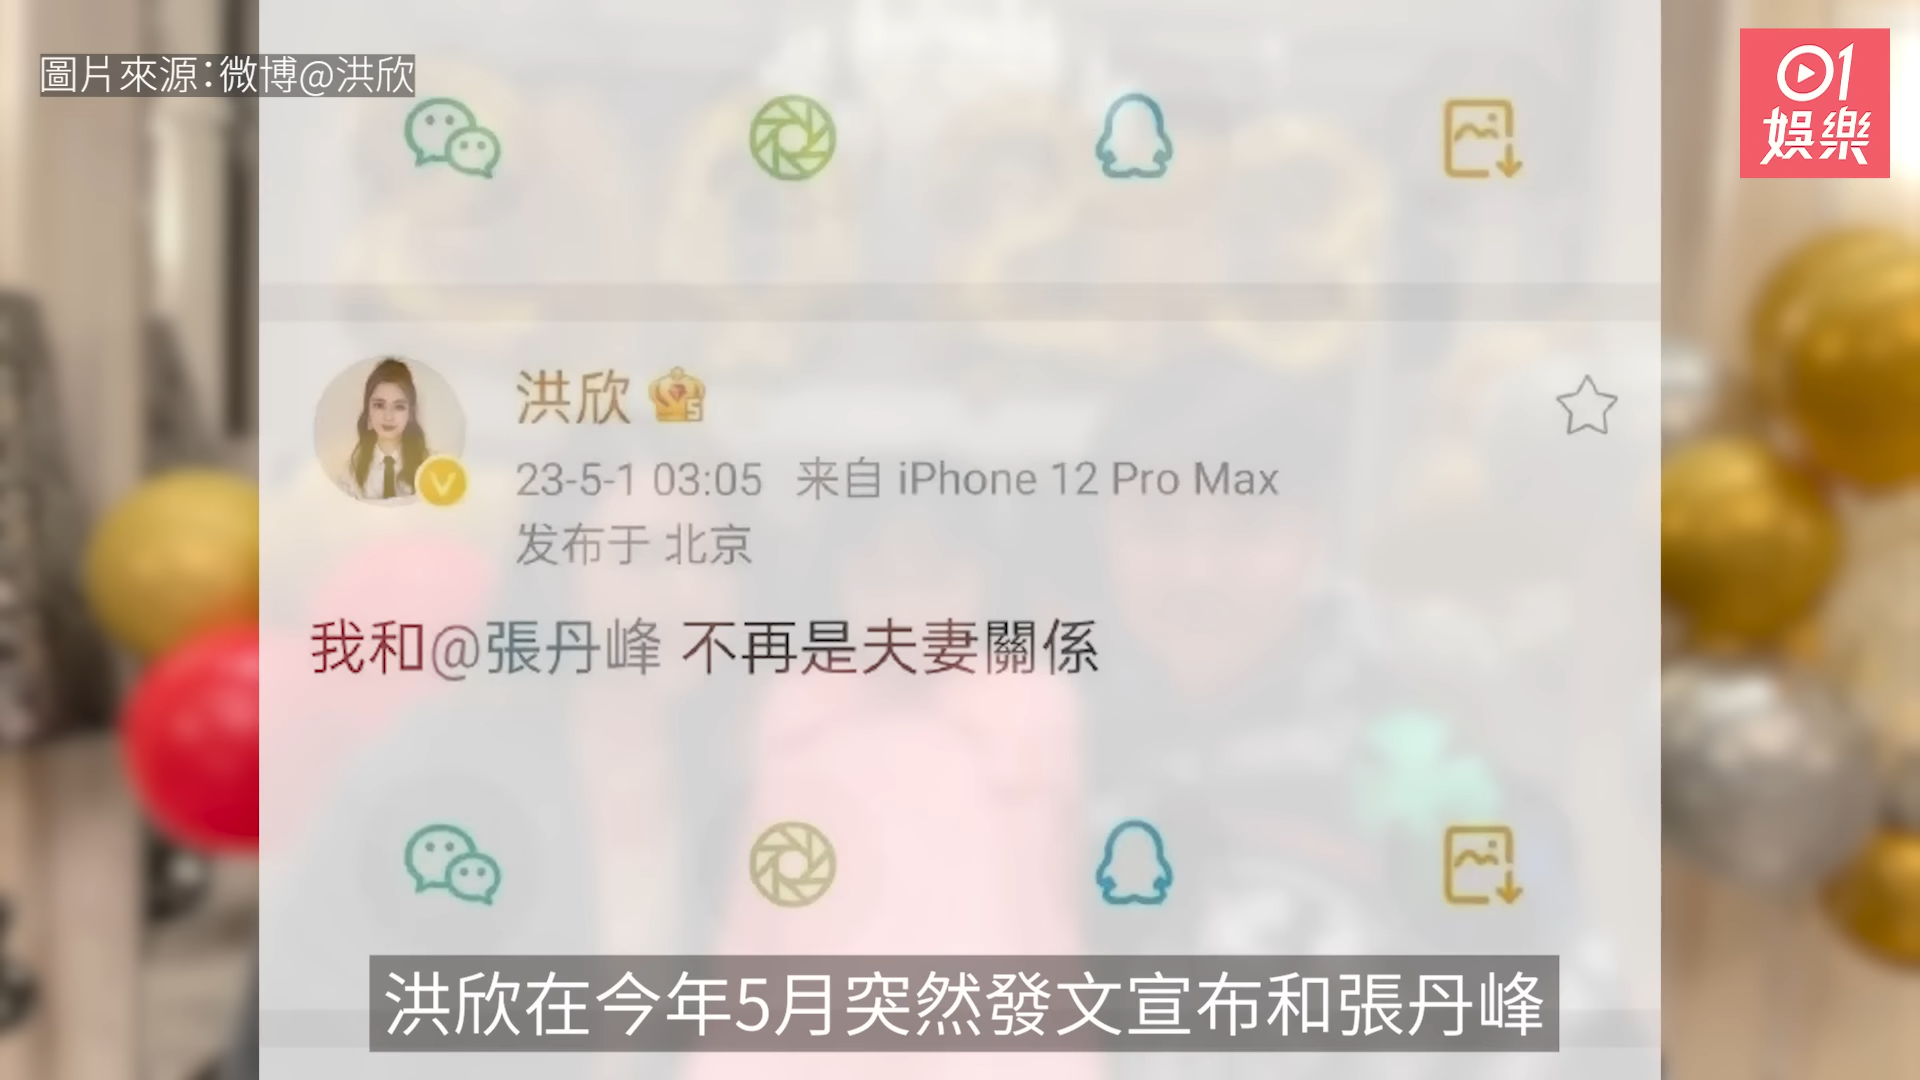 圖片來源：微博@洪欣
01
娛樂
洪欣
5
V
23-5-1 03:05 来自 iPhone 12 Pro Max
发布于 北京
我和@張丹峰 不再是夫妻關係
洪欣在今年5月突然發文宣布和張丹峰